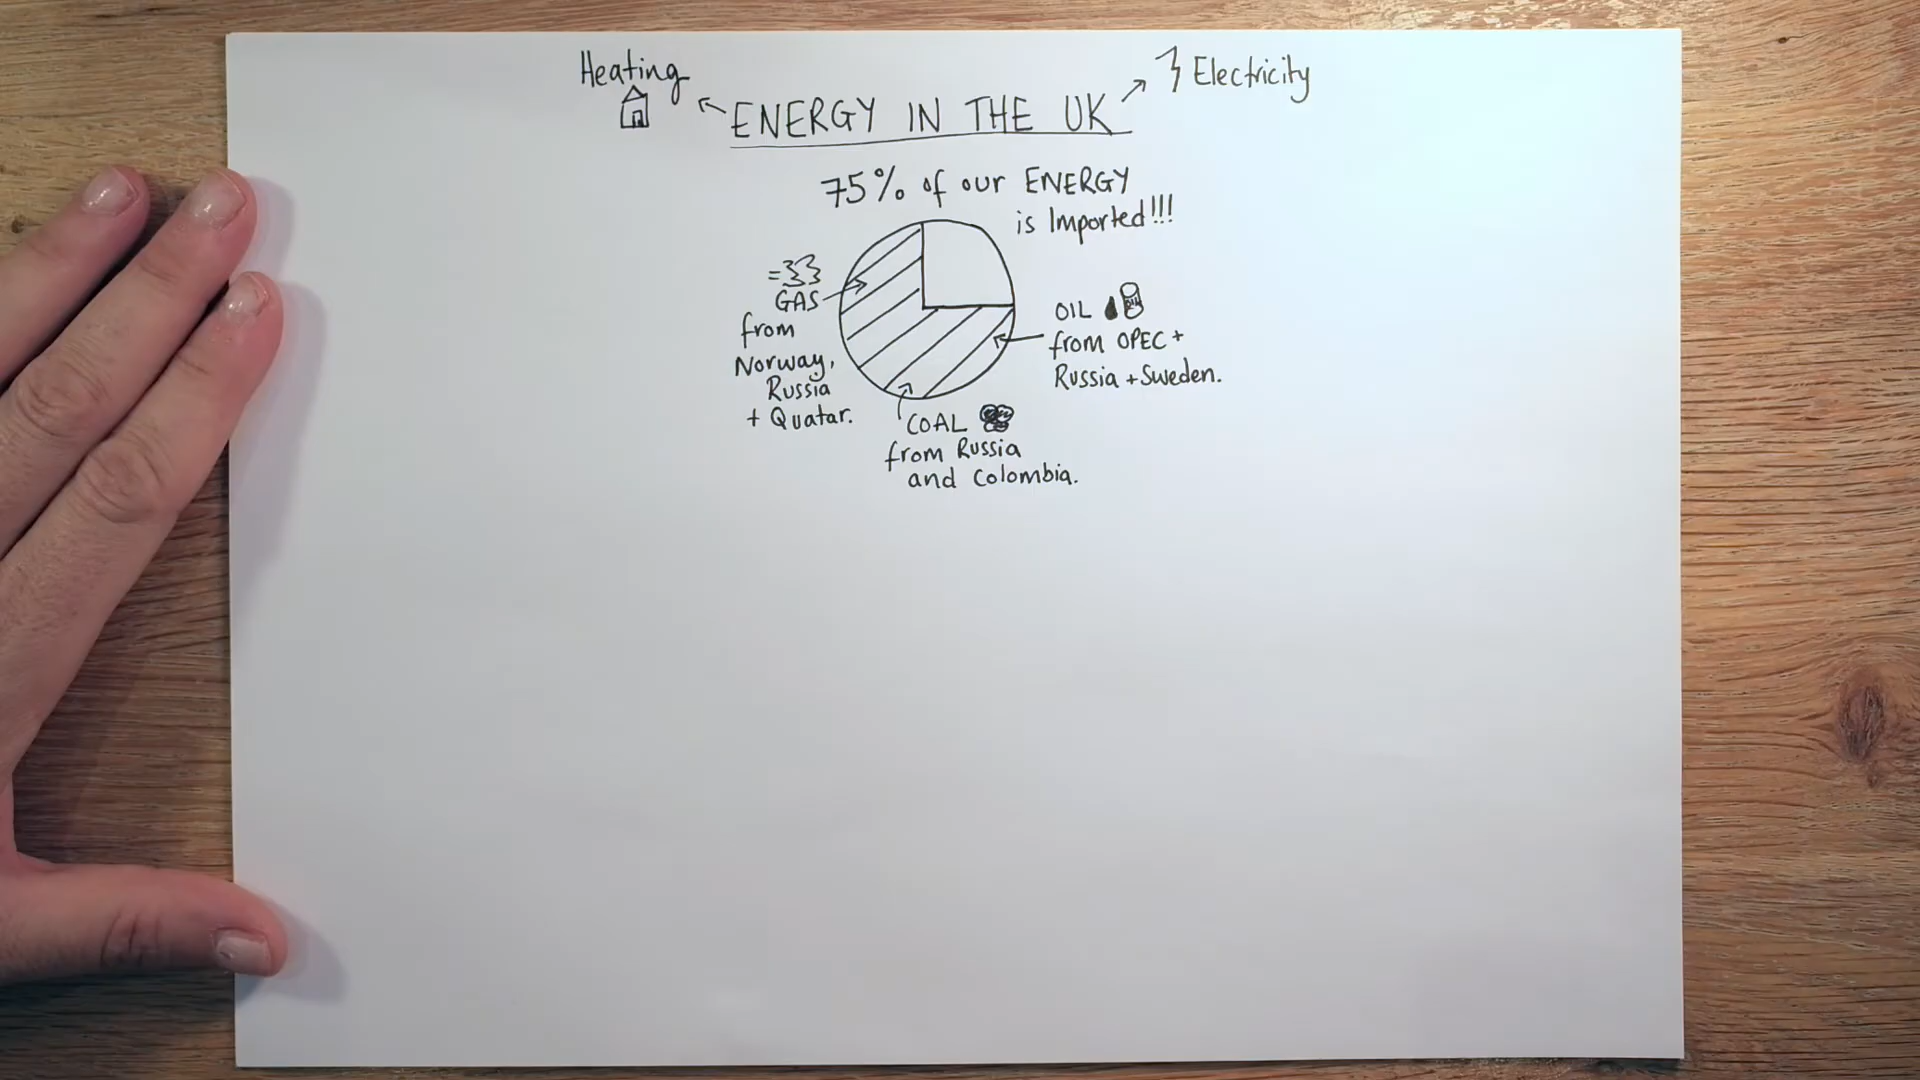 Heating
ENERGY IN THE UK
Electricity
75% of our ENERGY
is Imported!!!
GAS
from
Norway,
Russia
+ Quatar.
OIL
from OPEC +
Russia + Sweden.
COAL
from Russia
and Colombia.